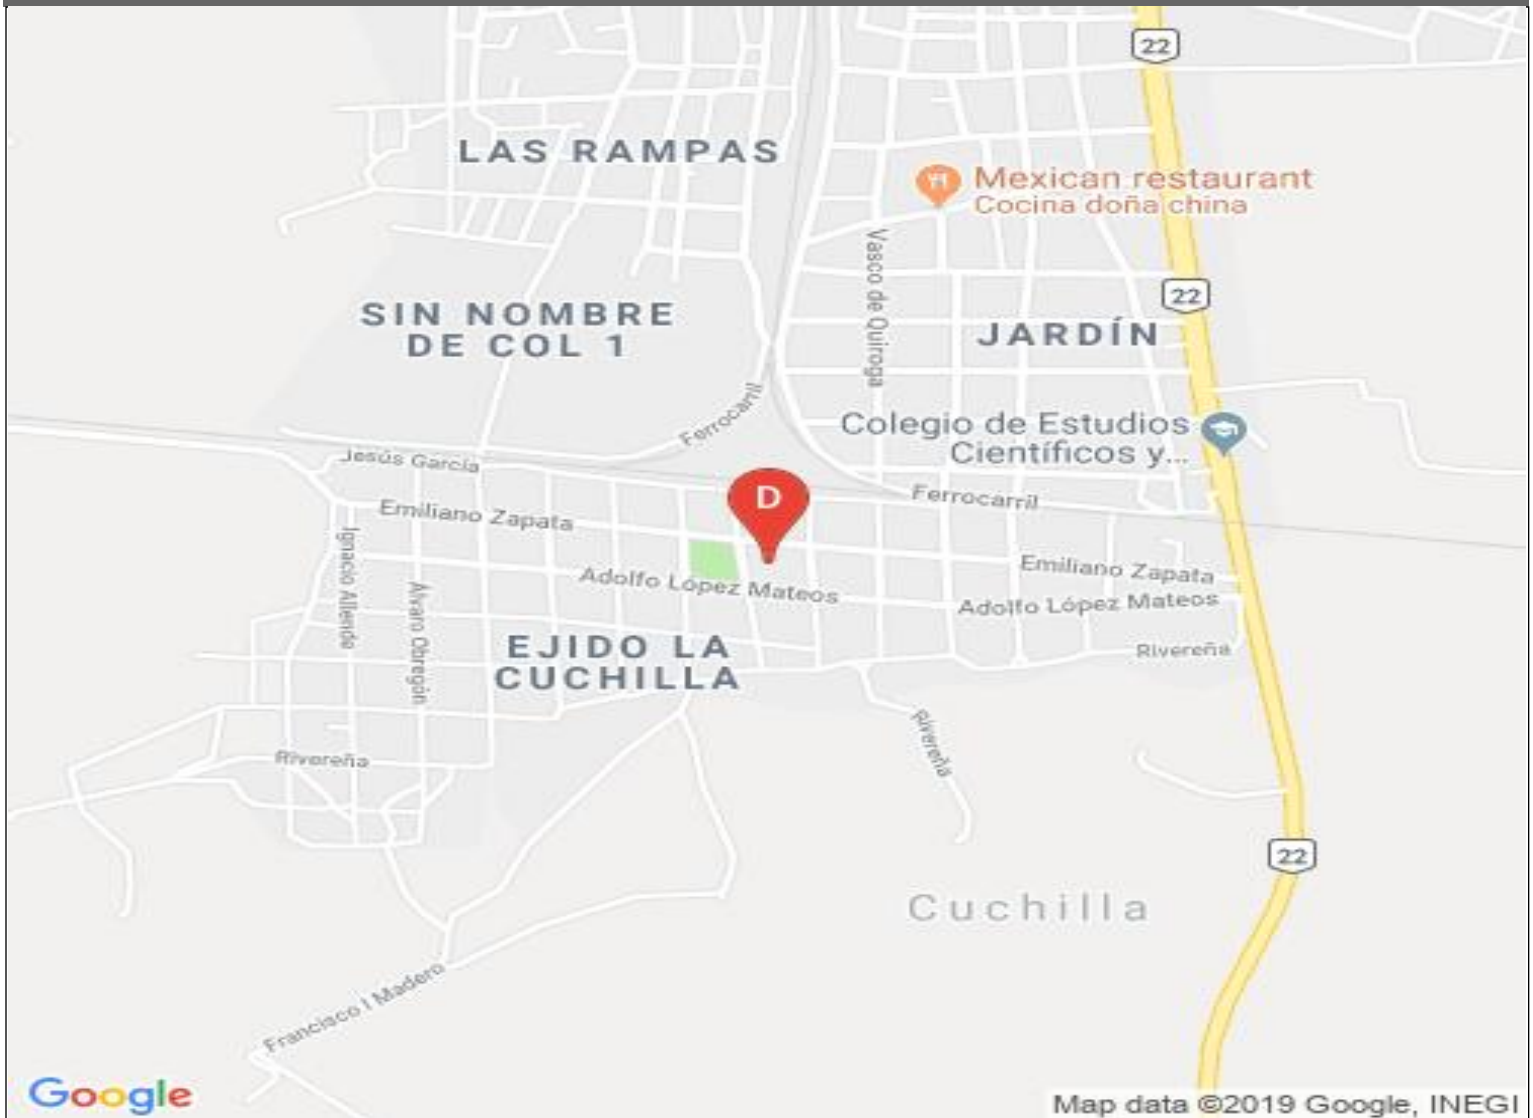 22
LAS RAMPAS
Mexican restaurant
Cocina doña china
Vasco de Quiroga
22
SIN NOMBRE
DE COL 1
JARDÍN
Ferrocarril
Colegio de Estudios
Científicos y...
Jesús García
Ferrocarril
D
Emiliano Zapata
Ignacio Allende
Emiliano Zapata
Adolfo López Mateos
Álvaro Obregón
Adolfo López Mateos
EJIDO LA
CUCHILLA
Rivereña
Rivereña
Rivereña
22
Cuchilla
Francisco I Madero
Google
Map data ©2019 Google, INEGI